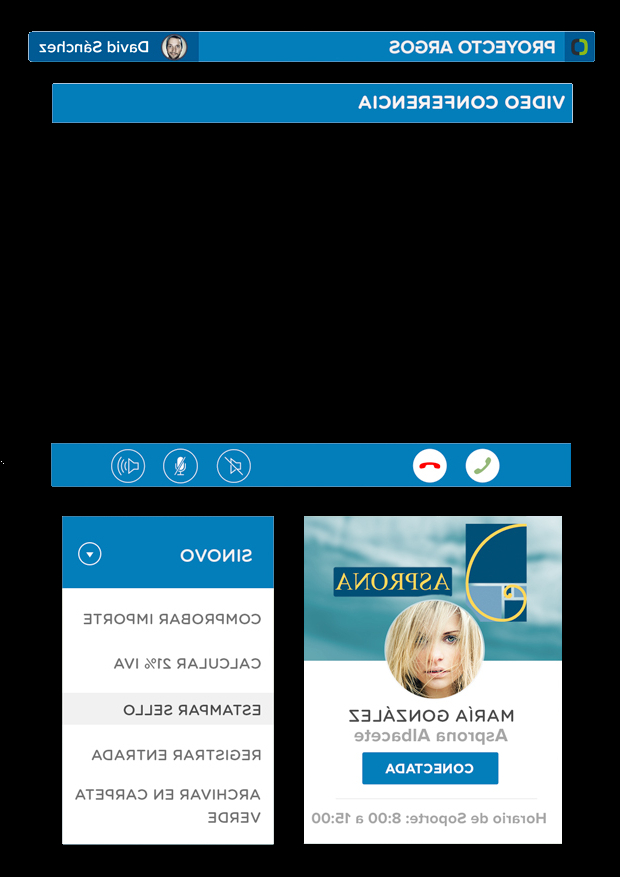 PROYECTO ARGOS
David Sánchez
VIDEO CONFERENCIA
ASPRONA
MARÍA GONZÁLEZ
Asprona Albacete
CONECTADA
Horario de Soporte: 8:00 a 15:00
SINOVO
COMPROBAR IMPORTE
CALCULAR 21% IVA
ESTAMPAR SELLO
REGISTRAR ENTRADA
ARCHIVAR EN CARPETA
VERDE